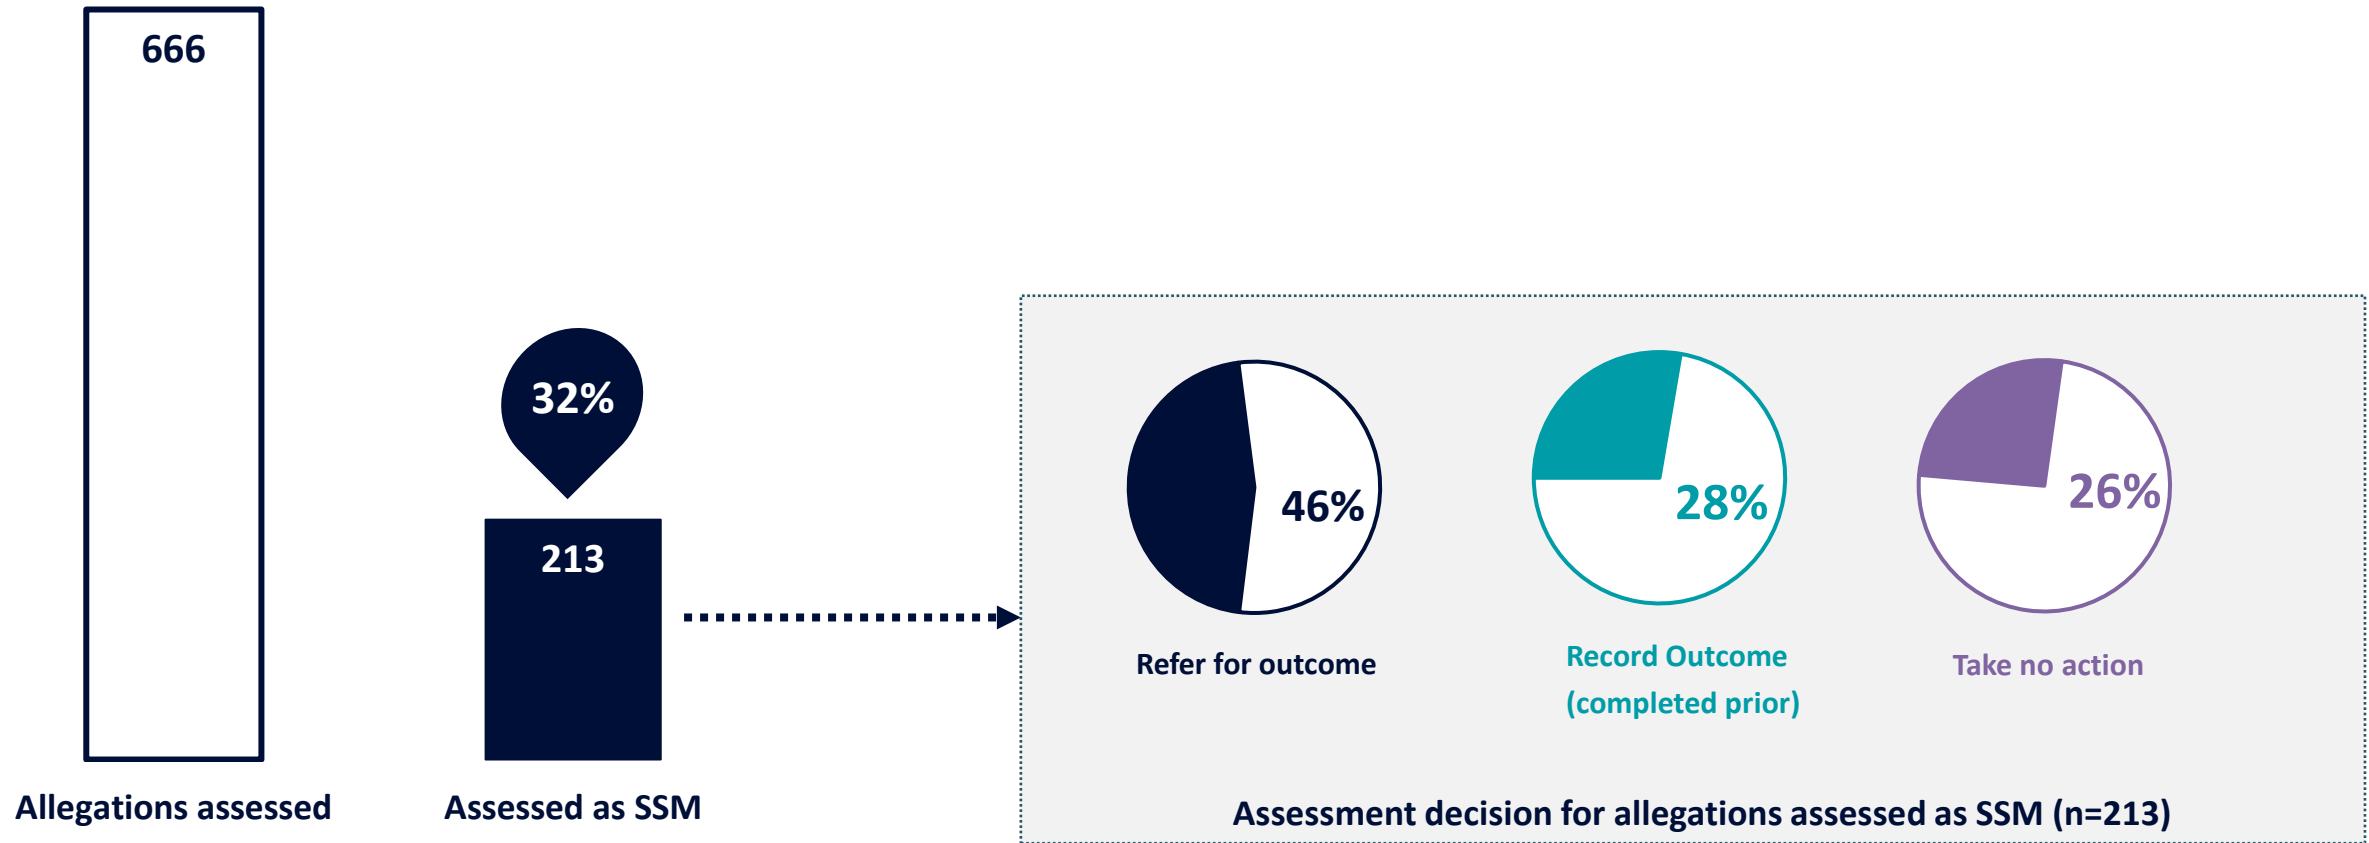 666
Allegations assessed
32%
213
Assessed as SSM
46%
Refer for outcome
28%
Record Outcome
(completed prior)
26%
Take no action
Assessment decision for allegations assessed as SSM (n=213)